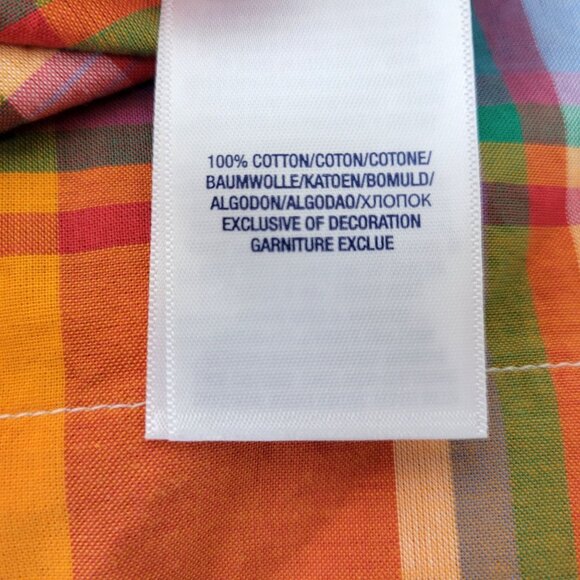 100% COTTON/COTON/COTONE/
BAUMWOLLE/KATOEN/BOMULD/
ALGODON/ALGODAO/ХЛОПОК
EXCLUSIVE OF DECORATION
GARNITURE EXCLUE